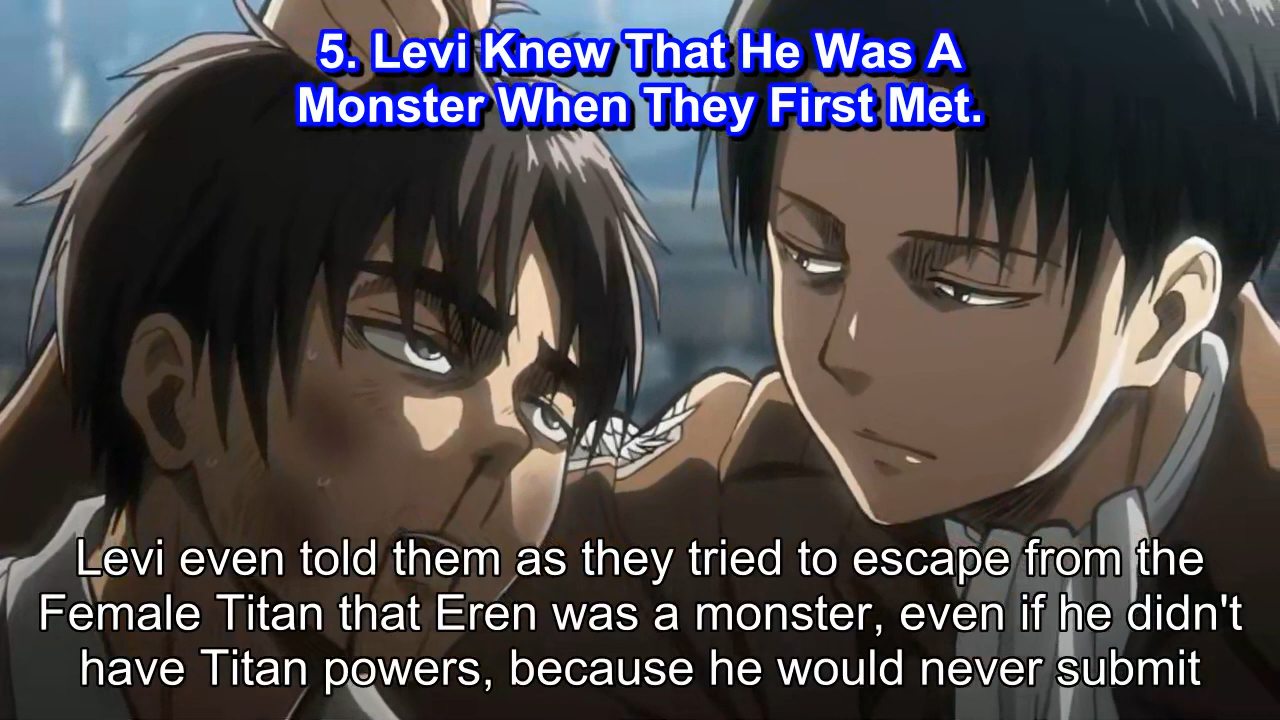 5. Levi Knew That He Was A
Monster When They First Met.
Levi even told them as they tried to escape from the
Female Titan that Eren was a monster, even if he didn't
have Titan powers, because he would never submit